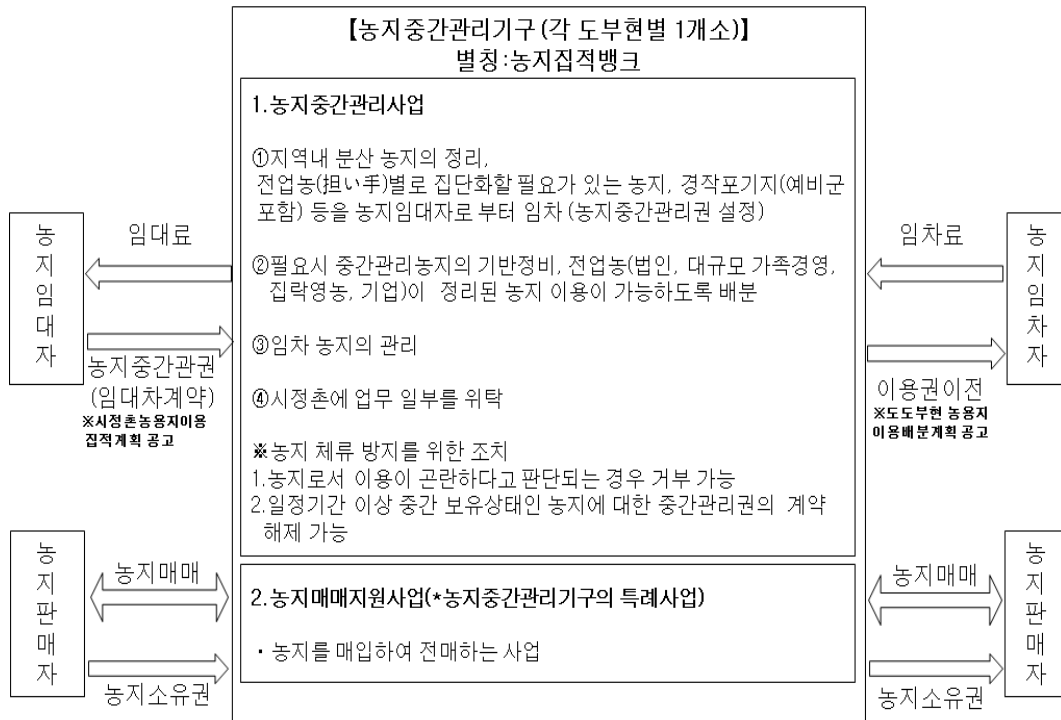 【농지중간관리기구(각 도부현별 1개소)】
별칭:농지집적뱅크
1.농지중간관리사업
①지역내 분산 농지의 정리,
전업농(担い手)별로 집단화할 필요가 있는 농지, 경작포기지(예비군
포함) 등을 농지임대자로 부터 임차 (농지중간관리권 설정)
②필요시 중간관리농지의 기반정비, 전업농(법인, 대규모 가족경영,
집락영농, 기업)이 정리된 농지 이용이 가능하도록 배분
③임차 농지의 관리
④시정촌에 업무 일부를 위탁
※농지 체류 방지를 위한 조치
1.농지로서 이용이 곤란하다고 판단되는 경우 거부 가능
2.일정기간 이상 중간 보유상태인 농지에 대한 중간관리권의 계약
해제 가능
2.농지매매지원사업(*농지중간관리기구의 특례사업)
・농지를 매입하여 전매하는 사업
농지임대자
임대료
농지중간관권
(임대차계약)
※시정촌농용지이용
집적계획 공고
농지판매자
농지매매
농지소유권
임차료
이용권이전
※도도부현 농용지
이용배분계획 공고
농지임차자
농지매매
농지소유권
농지판매자